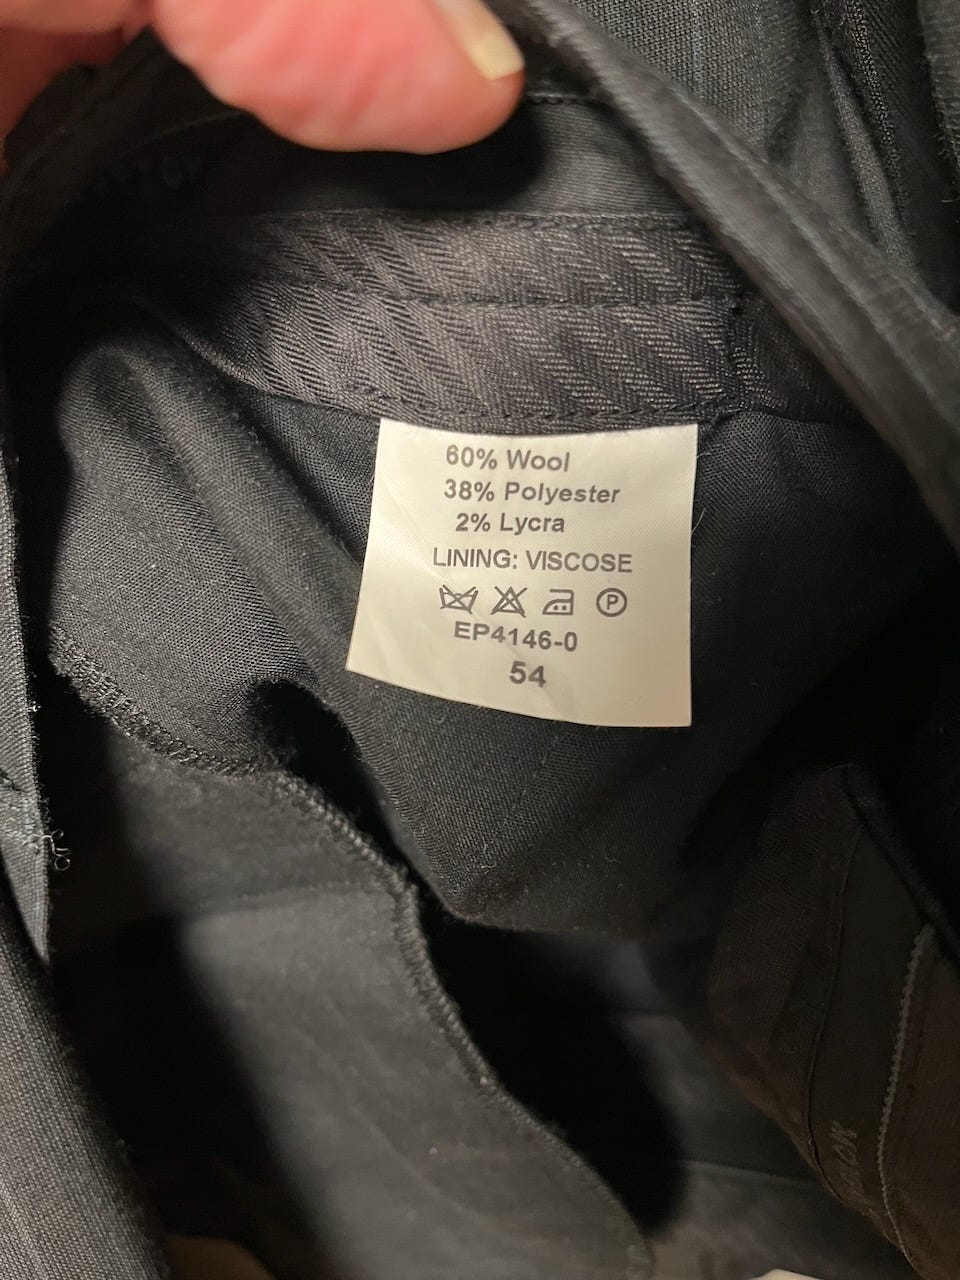 60% Wool
38% Polyester
2% Lycra
LINING: VISCOSE
P
EP4146-0
54